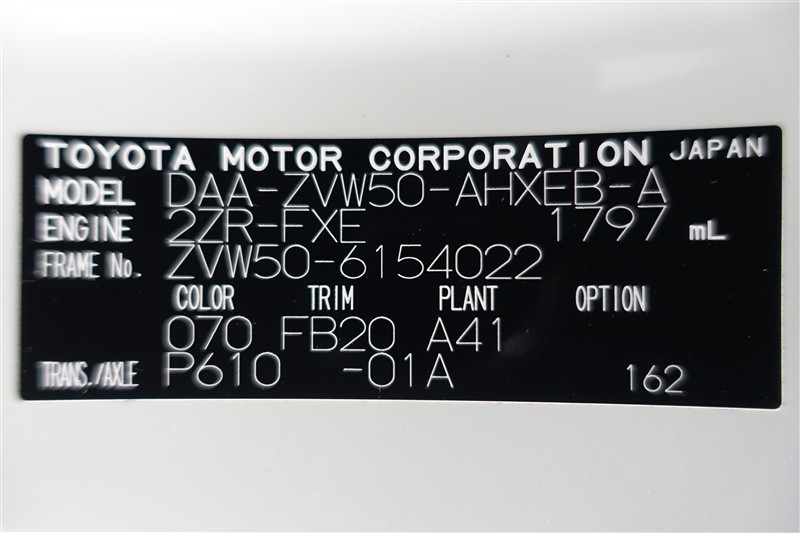 TOYOTA MOTOR CORPORATION JAPAN
MODEL DAA-ZVW50-AHXEB-A
ENGINE 2ZR-FXE 1797 mL
FRAME No. ZVW50-6154022
COLOR TRIM PLANT OPTION
070 FB20 A41
TRANS./AXLE P610 -01A 162